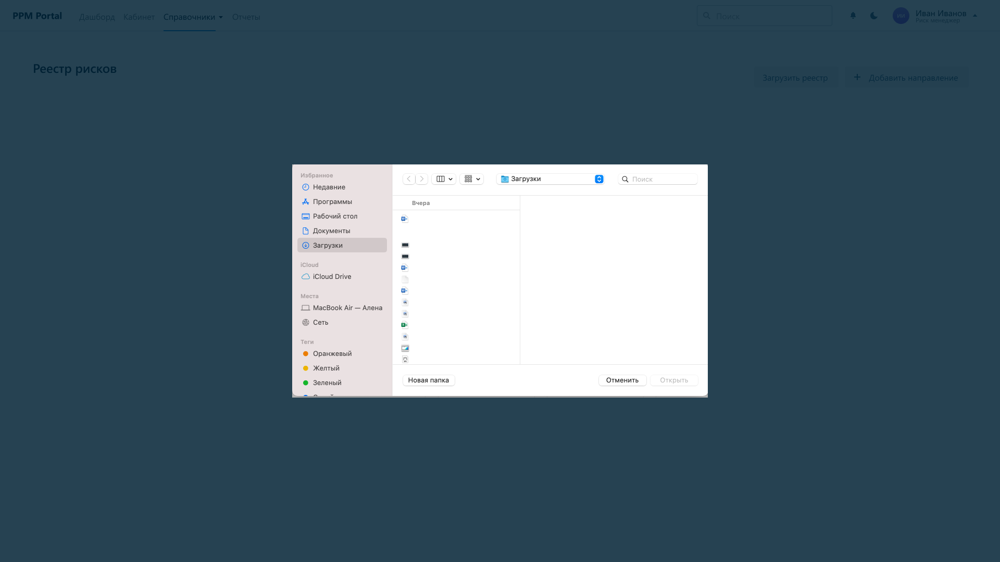 PPM Portal
Дашборд
Кабинет
Справочники
Отчеты
Поиск
ИИ
Иван Иванов
Риск менеджер
Реестр рисков
Загрузить реестр
+ Добавить направление
Избранное
Недавние
Программы
Рабочий стол
Документы
Загрузки
iCloud
iCloud Drive
Места
MacBook Air — Алена
Сеть
Теги
Оранжевый
Желтый
Зеленый
Загрузки
Поиск
Вчера
Новая папка
Отменить
Открыть